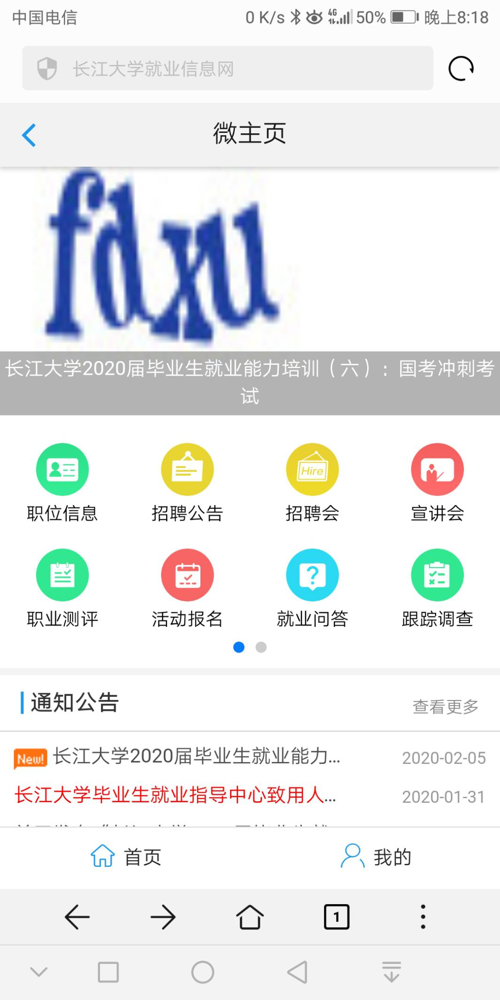 中国电信
0 K/s 4G 50% 晚上8:18
长江大学就业信息网
微主页
fdxu
长江大学2020届毕业生就业能力培训（六）：国考冲刺考
试
Hire
职位信息 招聘公告 招聘会 宣讲会
职业测评 活动报名 就业问答 跟踪调查
通知公告 查看更多
New! 长江大学2020届毕业生就业能力... 2020-02-05
长江大学毕业生就业指导中心致用人... 2020-01-31
首页 我的
1